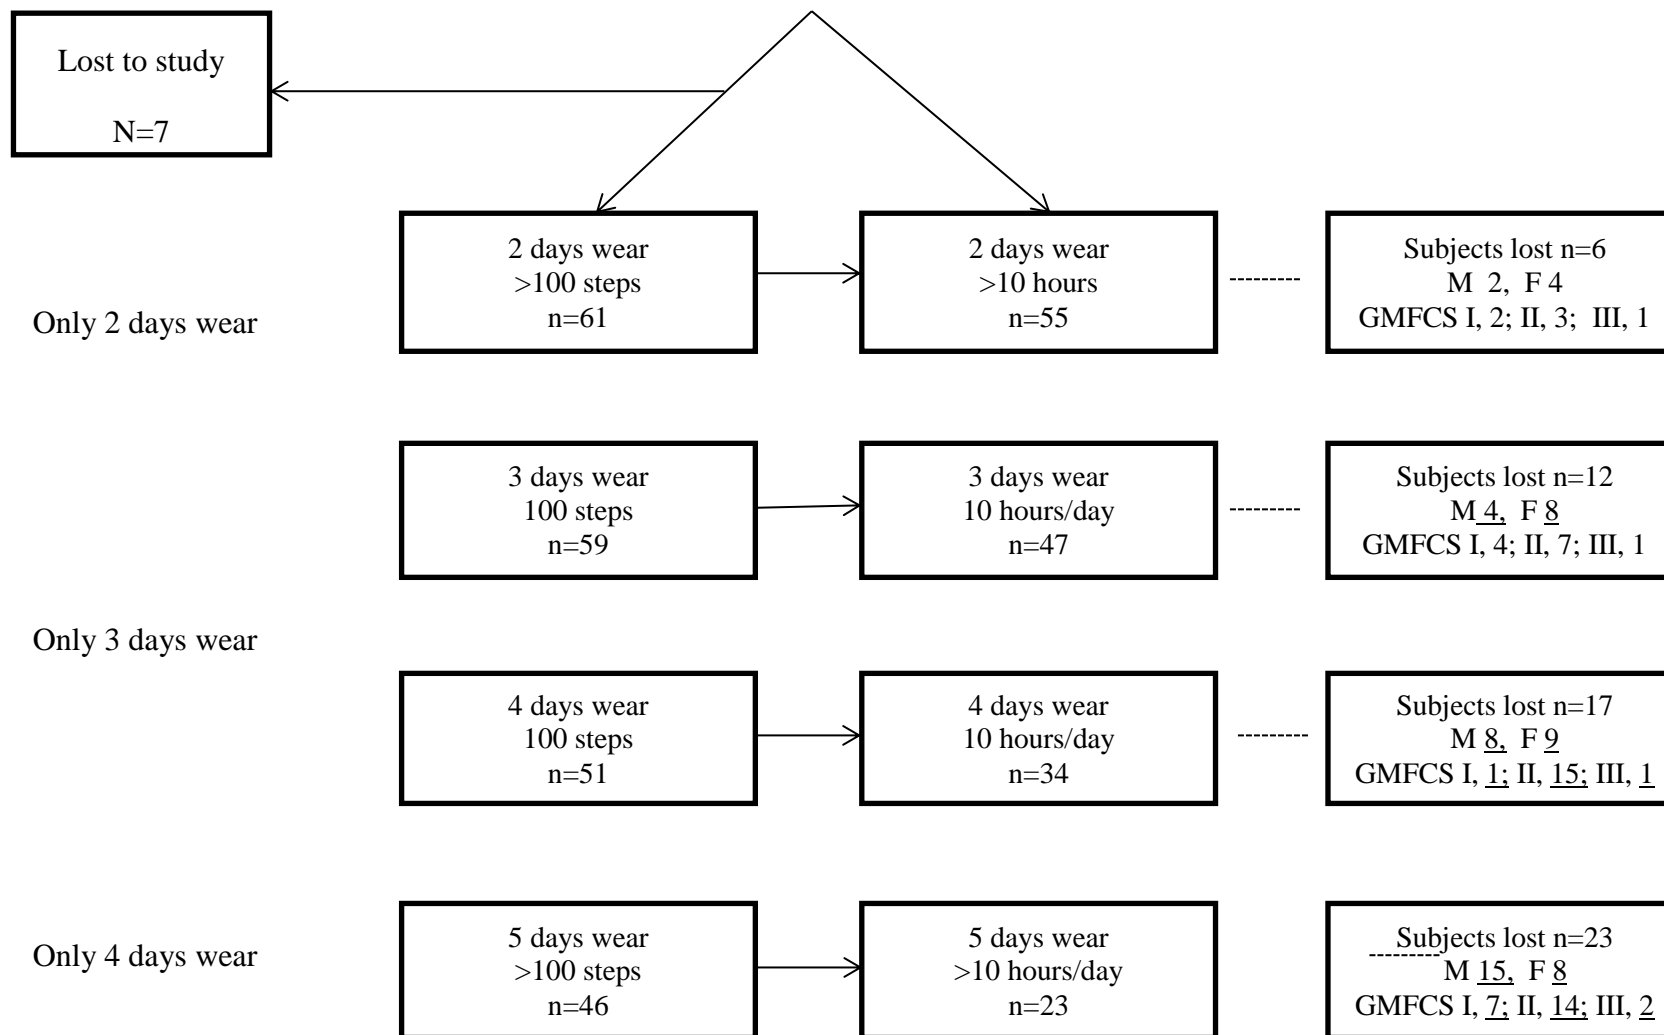 Lost to study
N=7
2 days wear
>100 steps
n=61
2 days wear
>10 hours
n=55
Subjects lost n=6
M 2, F 4
GMFCS I, 2; II, 3; III, 1
Only 2 days wear
3 days wear
100 steps
n=59
3 days wear
10 hours/day
n=47
Subjects lost n=12
M 4, F 8
GMFCS I, 4; II, 7; III, 1
Only 3 days wear
4 days wear
100 steps
n=51
4 days wear
10 hours/day
n=34
Subjects lost n=17
M 8, F 9
GMFCS I, 1; II, 15; III, 1
Only 4 days wear
5 days wear
>100 steps
n=46
5 days wear
>10 hours/day
n=23
Subjects lost n=23
M 15, F 8
GMFCS I, 7; II, 14; III, 2